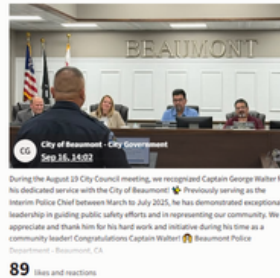 BEAUMONT
CG
City of Beaumont - City Government
Sep 16, 14:02
During the August 19 City Council meeting, we recognized Captain George Walter f
his dedicated service with the City of Beaumont! Previously serving as the
Interim Police Chief between March to July 2025, he has demonstrated exceptiona
leadership in guiding public safety efforts and in representing our community. We
appreciate and thank him for his hard work and initiative during his time as a
community leader! Congratulations Captain Walter! Beaumont Police
Department - Beaumont, CA
89 likes and reactions